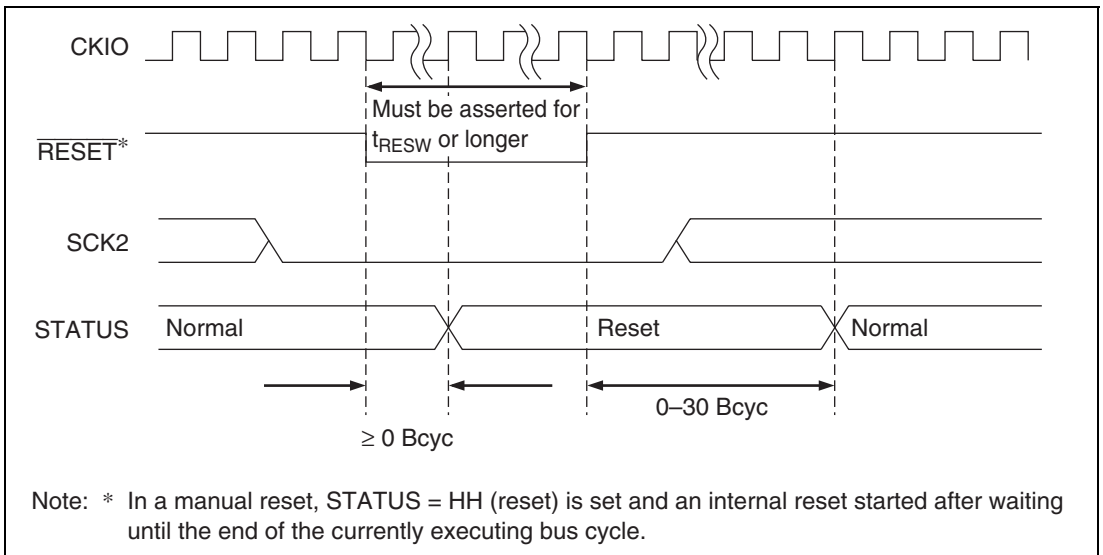 CKIO
Must be asserted for
tRESW or longer
RESET*
SCK2
STATUS Normal Reset Normal
0–30 Bcyc
≥ 0 Bcyc
Note: * In a manual reset, STATUS = HH (reset) is set and an internal reset started after waiting
until the end of the currently executing bus cycle.